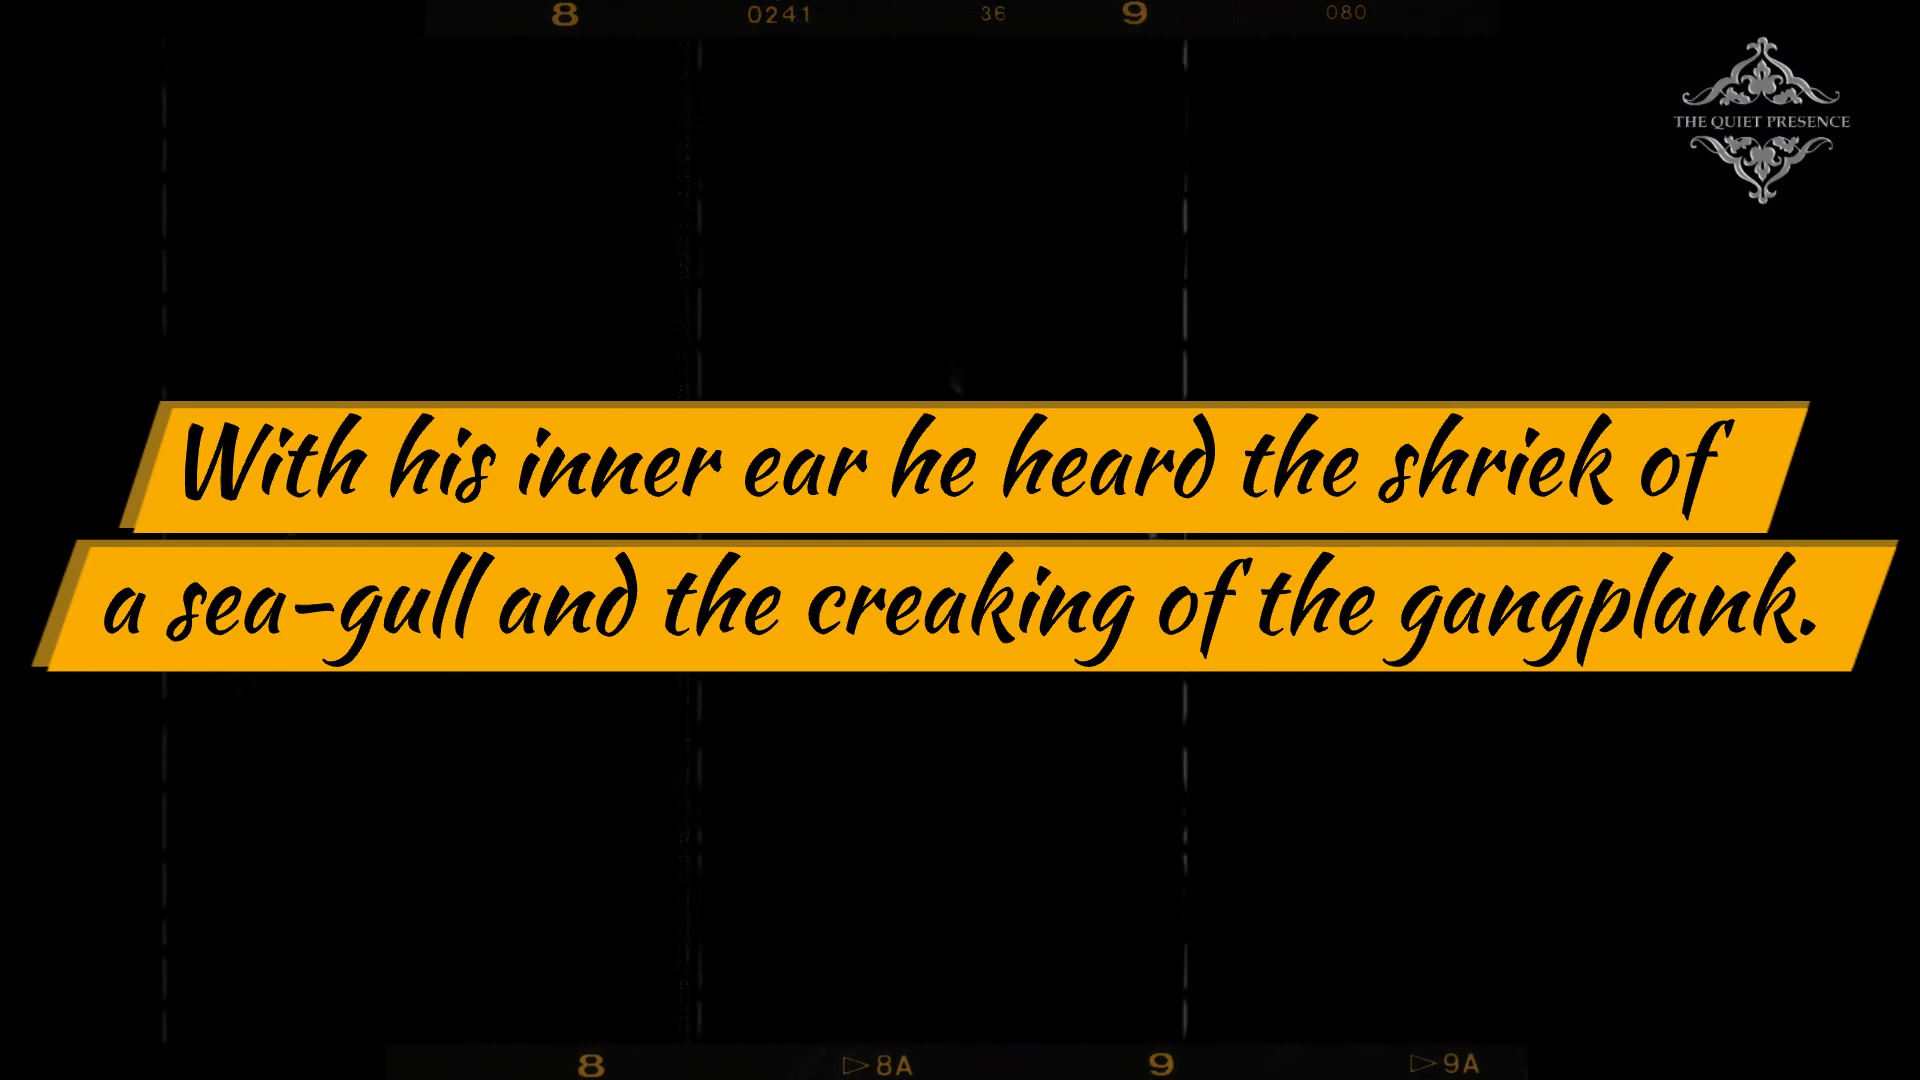 8 0241 36 9 080
THE QUIET PRESENCE
With his inner ear he heard the shriek of
a sea-gull and the creaking of the gangplank.
8 ▷8A 9 ▷9A